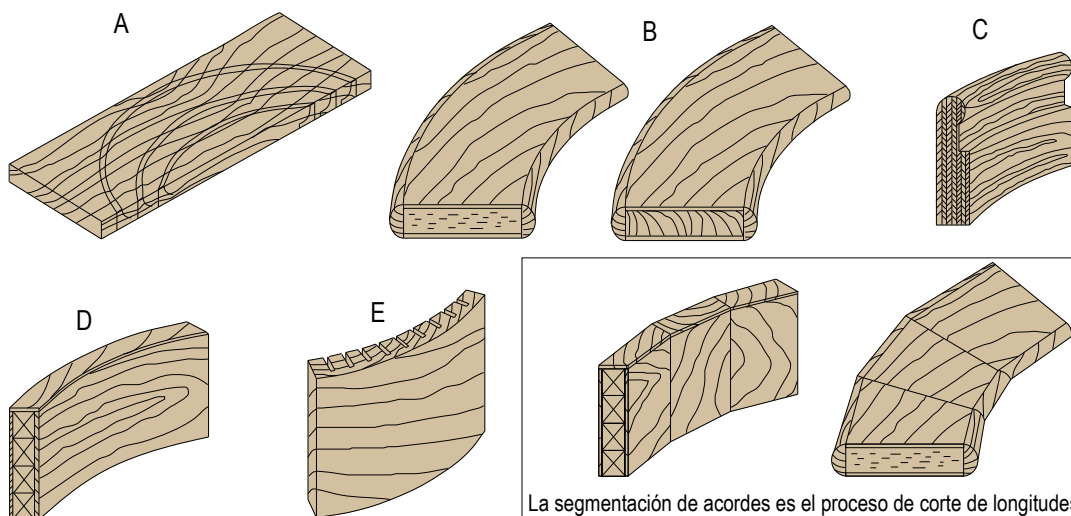 A
B
C
D
E
La segmentación de acordes es el proceso de corte de longitudes